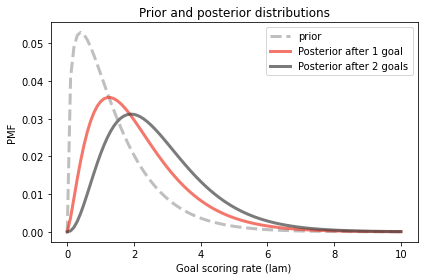 Prior and posterior distributions
prior
Posterior after 1 goal
Posterior after 2 goals
PMF
0.05
0.04
0.03
0.02
0.01
0.00
0 2 4 6 8 10
Goal scoring rate (lam)